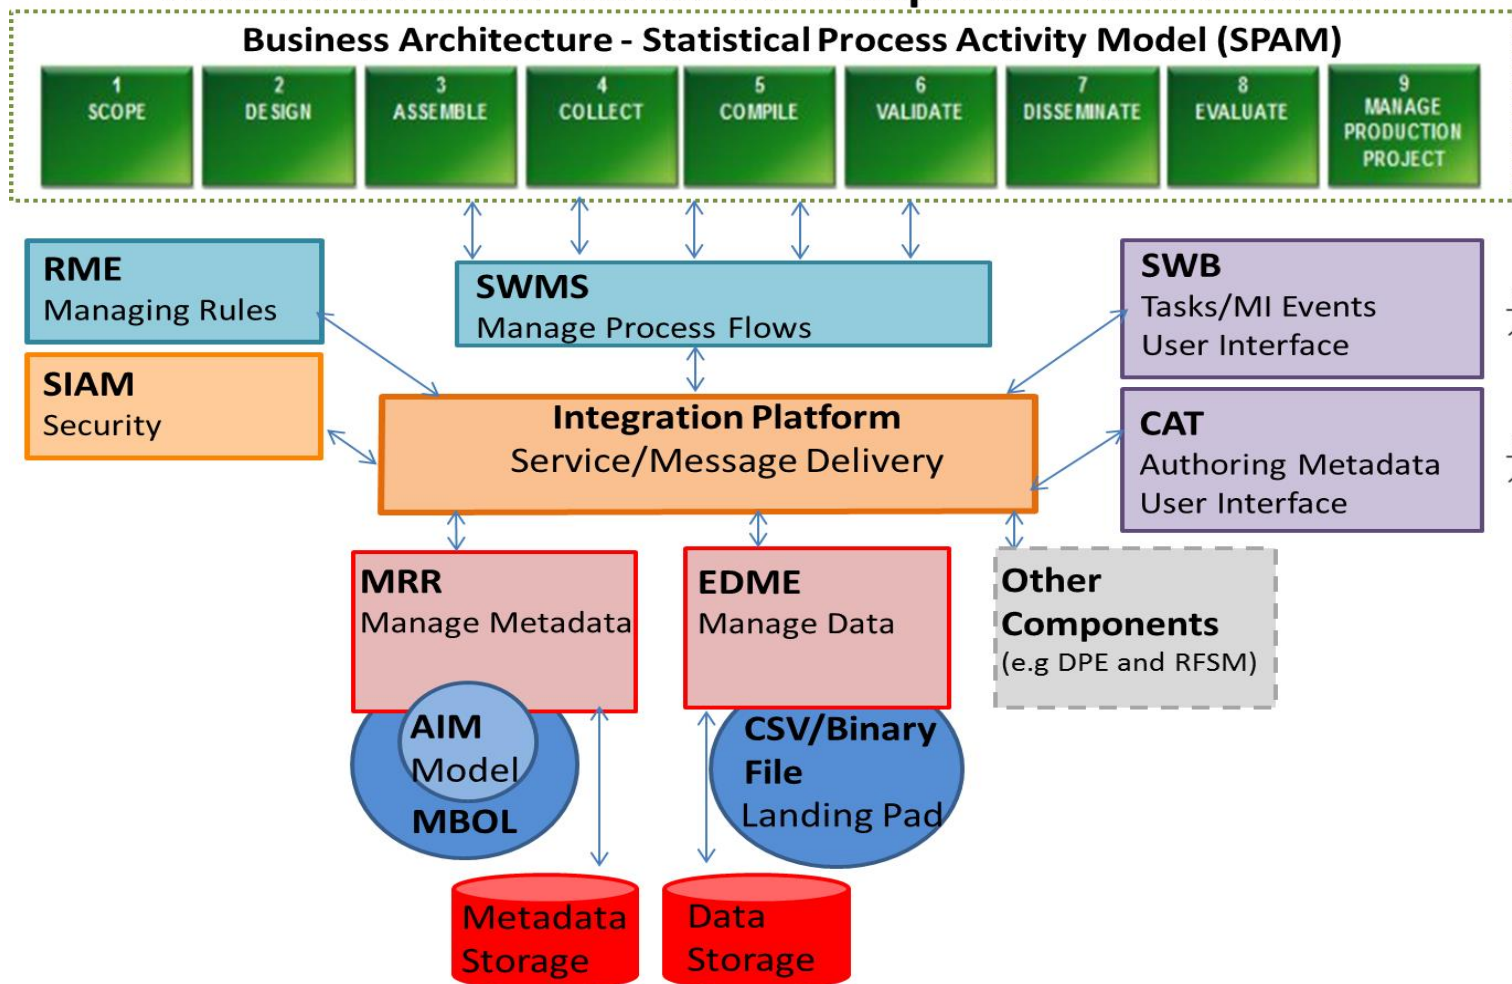 Business Architecture - Statistical Process Activity Model (SPAM)
1
SCOPE
2
DESIGN
3
ASSEMBLE
4
COLLECT
5
COMPILE
6
VALIDATE
7
DISSEMINATE
8
EVALUATE
9
MANAGE
PRODUCTION
PROJECT
RME
Managing Rules
SWMS
Manage Process Flows
SWB
Tasks/MI Events
User Interface
SIAM
Security
Integration Platform
Service/Message Delivery
CAT
Authoring Metadata
User Interface
MRR
Manage Metadata
EDME
Manage Data
Other
Components
(e.g DPE and RFSM)
AIM
Model
MBOL
CSV/Binary
File
Landing Pad
Metadata
Storage
Data
Storage